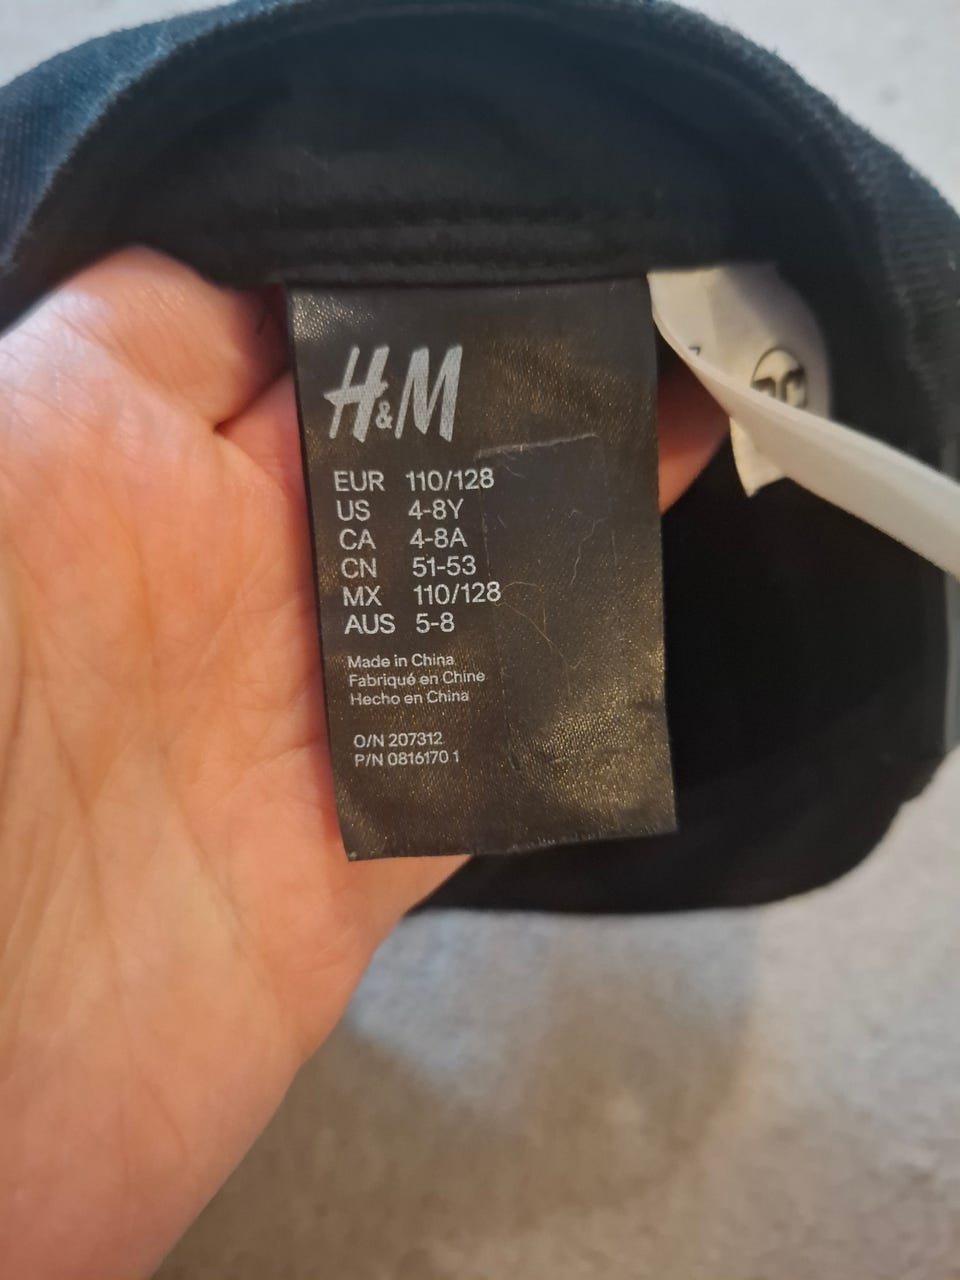 H&M
EUR 110/128
US 4-8Y
CA 4-8A
CN 51-53
MX 110/128
AUS 5-8
Made in China
Fabriqué en Chine
Hecho en China
O/N 207312
P/N 0816170 1